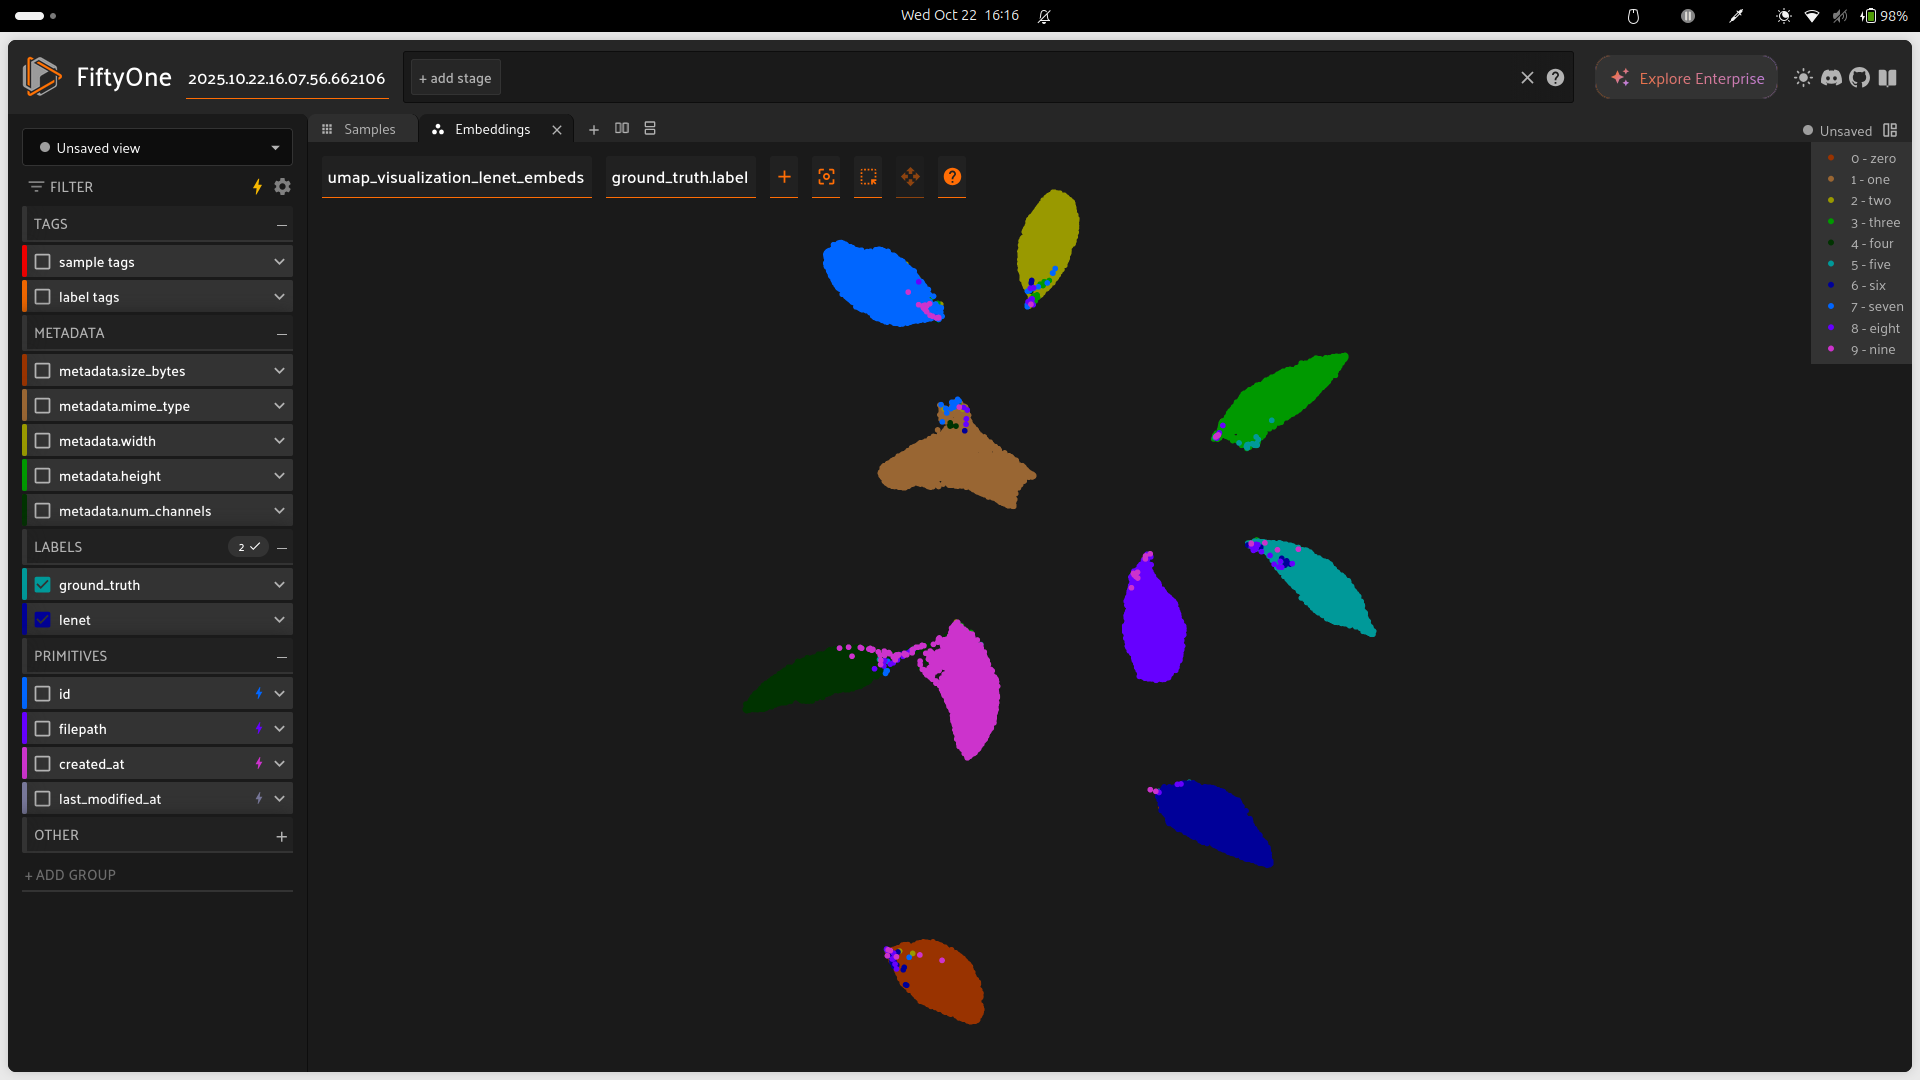 Wed Oct 22 16:16
98%
FiftyOne
2025.10.22.16.07.56.662106
+ add stage
Explore Enterprise
Samples
Embeddings
Unsaved
Unsaved view
FILTER
TAGS
sample tags
label tags
METADATA
metadata.size_bytes
metadata.mime_type
metadata.width
metadata.height
metadata.num_channels
LABELS
2
ground_truth
lenet
PRIMITIVES
id
filepath
created_at
last_modified_at
OTHER
+ ADD GROUP
umap_visualization_lenet_embeds
ground_truth.label
0 - zero
1 - one
2 - two
3 - three
4 - four
5 - five
6 - six
7 - seven
8 - eight
9 - nine